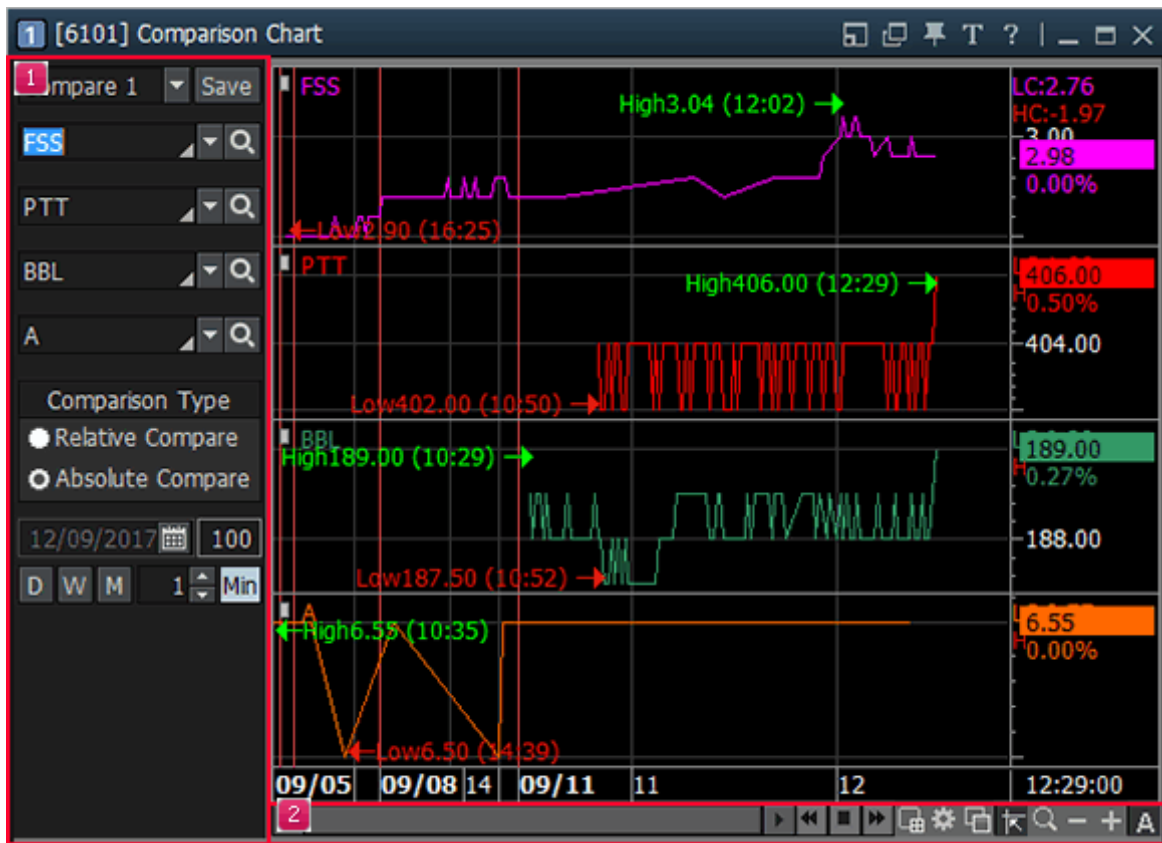 1 [6101] Comparison Chart T ?
1
Compare 1 Save
FSS
PTT
BBL
A
Comparison Type
Relative Compare
Absolute Compare
12/09/2017 100
D W M 1 Min
FSS
High3.04 (12:02)
Low2.90 (16:25)
LC:2.76
HC:-1.97
3.00
2.98
0.00%
PTT
High406.00 (12:29)
Low402.00 (10:50)
406.00
0.50%
404.00
BBL
High189.00 (10:29)
Low187.50 (10:52)
189.00
0.27%
188.00
A
High6.55 (10:35)
Low6.50 (14:39)
6.55
0.00%
09/05 09/08 14 09/11 11 12 12:29:00
2
A